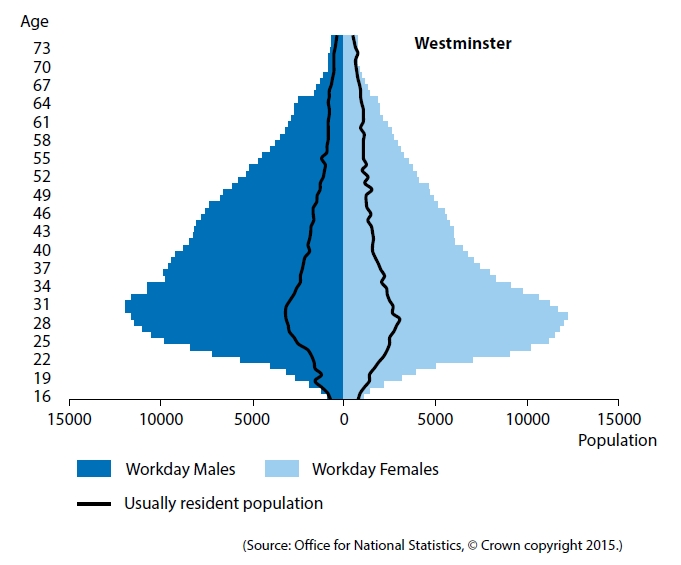 Age
Westminster
73
70
67
64
61
58
55
52
49
46
43
40
37
34
31
28
25
22
19
16
15000 10000 5000 0 5000 10000 15000
Population
Workday Males Workday Females
Usually resident population
(Source: Office for National Statistics, © Crown copyright 2015.)